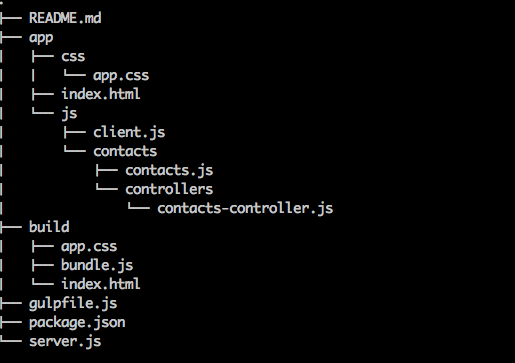 .
├── README.md
├── app
│   ├── css
│   │   └── app.css
│   ├── index.html
│   └── js
│       ├── client.js
│       └── contacts
│           ├── contacts.js
│           └── controllers
│               └── contacts-controller.js
├── build
│   ├── app.css
│   ├── bundle.js
│   └── index.html
├── gulpfile.js
├── package.json
└── server.js